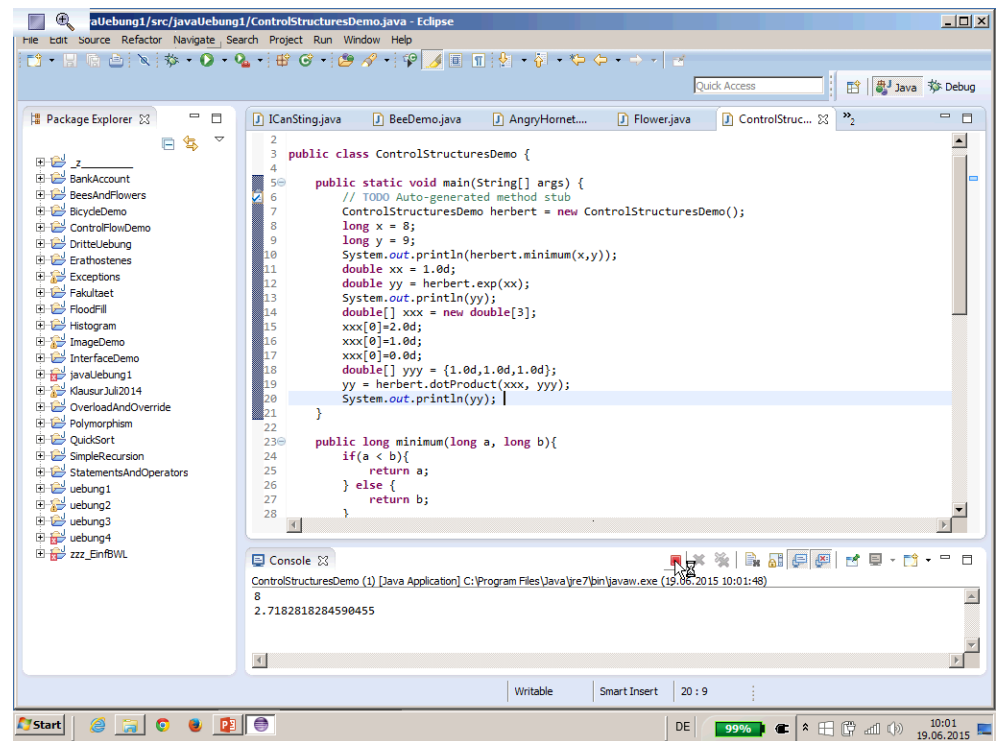 aUebung1/src/javaUebung1/ControlStructuresDemo.java - Eclipse
File Edit Source Refactor Navigate Search Project Run Window Help
Quick Access
Java
Debug
Package Explorer
ICanSting.java
BeeDemo.java
AngryHornet....
Flower.java
ControlStruc...
»2
_z_________
BankAccount
BeesAndFlowers
BicycleDemo
ControlFlowDemo
DritteUebung
Erathostenes
Exceptions
Fakultaet
FloodFill
Histogram
ImageDemo
InterfaceDemo
javaUebung1
KlausurJuli2014
OverloadAndOverride
Polymorphism
QuickSort
SimpleRecursion
StatementsAndOperators
uebung1
uebung2
uebung3
uebung4
zzz_EinfBWL
2
3 public class ControlStructuresDemo {
4
5 public static void main(String[] args) {
6 // TODO Auto-generated method stub
7 ControlStructuresDemo herbert = new ControlStructuresDemo();
8 long x = 8;
9 long y = 9;
10 System.out.println(herbert.minimum(x,y));
11 double xx = 1.0d;
12 double yy = herbert.exp(xx);
13 System.out.println(yy);
14 double[] xxx = new double[3];
15 xxx[0]=2.0d;
16 xxx[0]=1.0d;
17 xxx[0]=0.0d;
18 double[] yyy = {1.0d,1.0d,1.0d};
19 yy = herbert.dotProduct(xxx, yyy);
20 System.out.println(yy);
21 }
22
23 public long minimum(long a, long b){
24 if(a < b){
25 return a;
26 } else {
27 return b;
28 }
Console
ControlStructuresDemo (1) [Java Application] C:\Program Files\Java\jre7\bin\javaw.exe (19.06.2015 10:01:48)
8
2.7182818284590455
Writable
Smart Insert
20 : 9
Start
DE
99%
10:01
19.06.2015